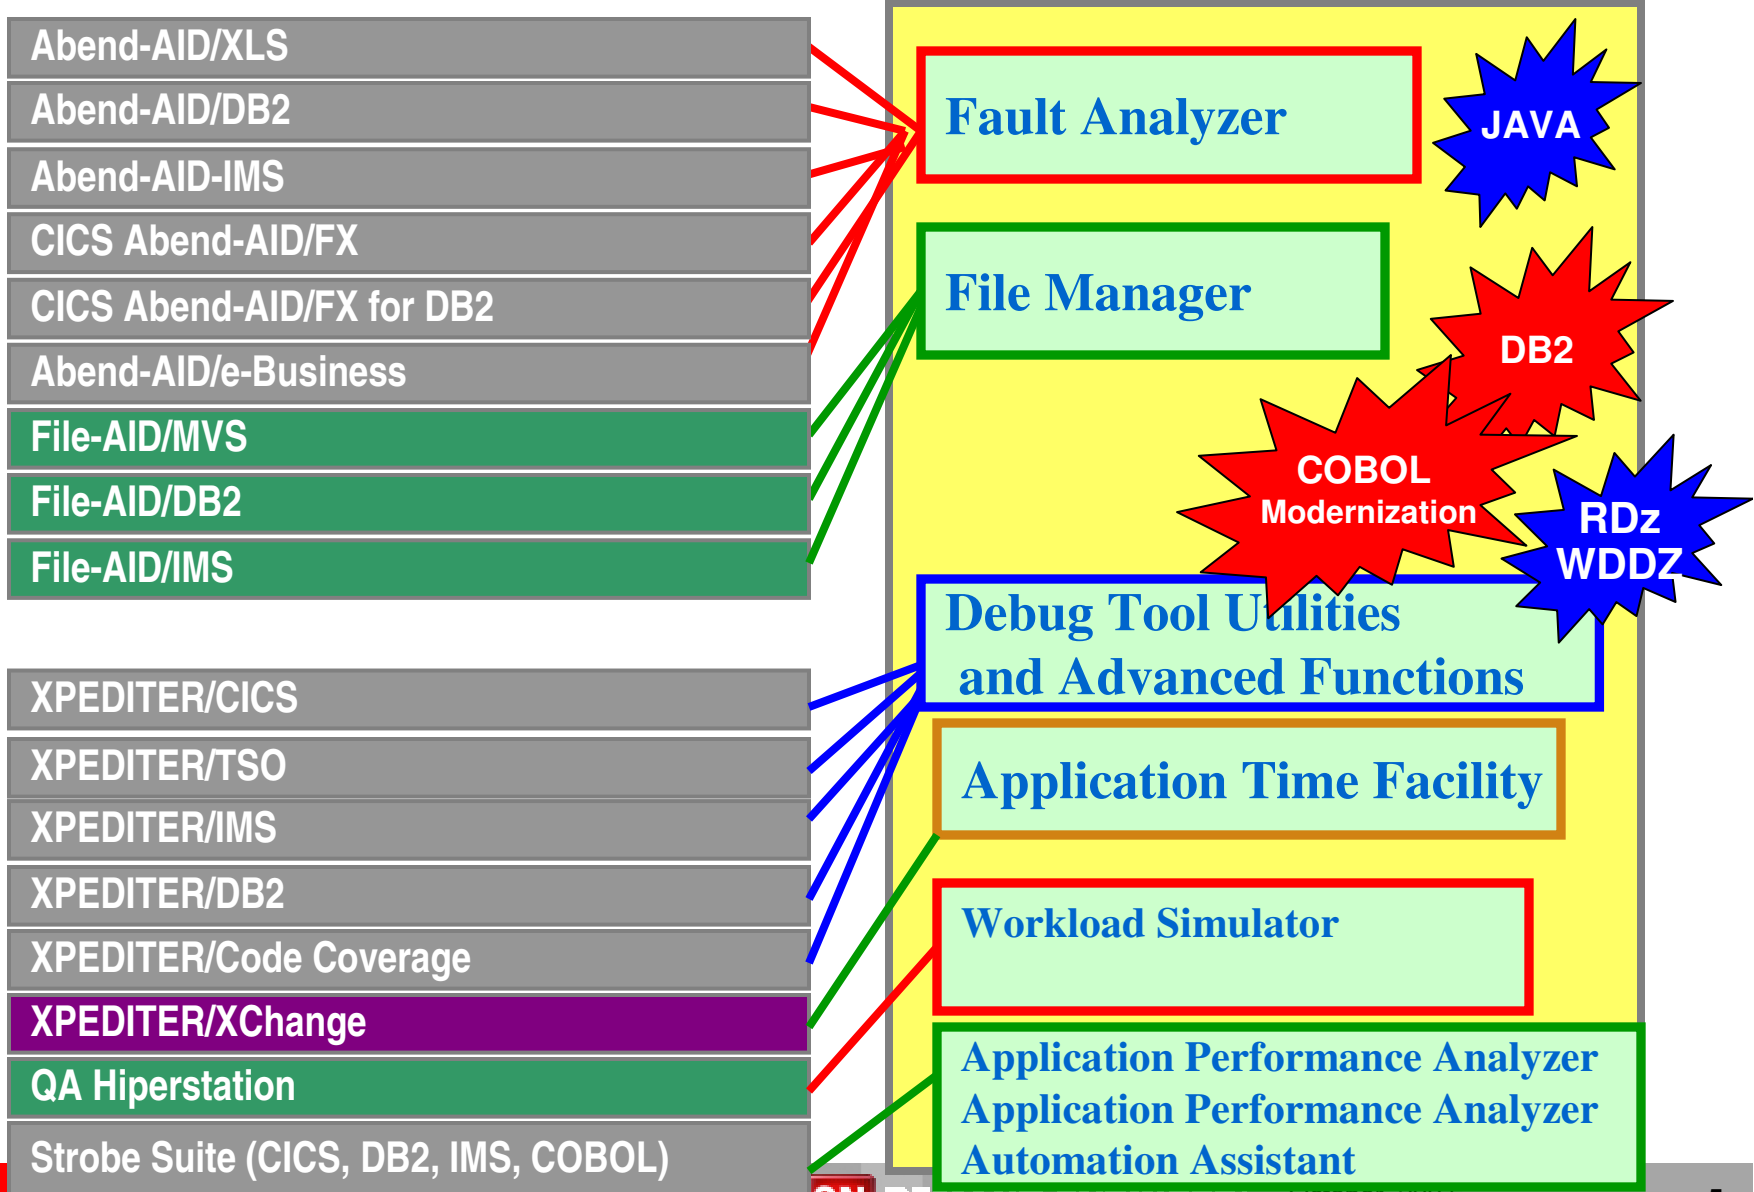 Abend-AID/XLS
Abend-AID/DB2
Abend-AID-IMS
CICS Abend-AID/FX
CICS Abend-AID/FX for DB2
Abend-AID/e-Business
File-AID/MVS
File-AID/DB2
File-AID/IMS
XPEDITER/CICS
XPEDITER/TSO
XPEDITER/IMS
XPEDITER/DB2
XPEDITER/Code Coverage
XPEDITER/XChange
QA Hiperstation
Strobe Suite (CICS, DB2, IMS, COBOL)
Fault Analyzer
JAVA
File Manager
DB2
COBOL
Modernization
RDz
WDDZ
Debug Tool Utilities
and Advanced Functions
Application Time Facility
Workload Simulator
Application Performance Analyzer
Application Performance Analyzer
Automation Assistant